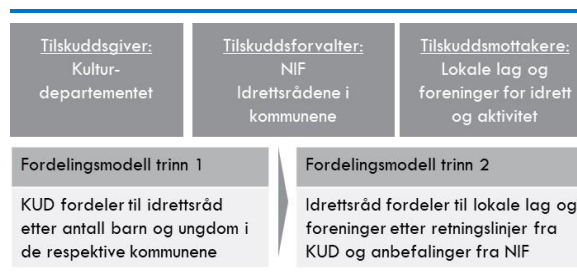 Tilskuddsgiver:
Kultur-
departementet
Tilskuddsforvalter:
NIF
Idrettsrådene i
kommunene
Tilskuddsmottakere:
Lokale lag og
foreninger for idrett
og aktivitet
Fordelingsmodell trinn 1
KUD fordeler til idrettsråd
etter antall barn og ungdom i
de respektive kommunene
Fordelingsmodell trinn 2
Idrettsråd fordeler til lokale lag og
foreninger etter retningslinjer fra
KUD og anbefalinger fra NIF